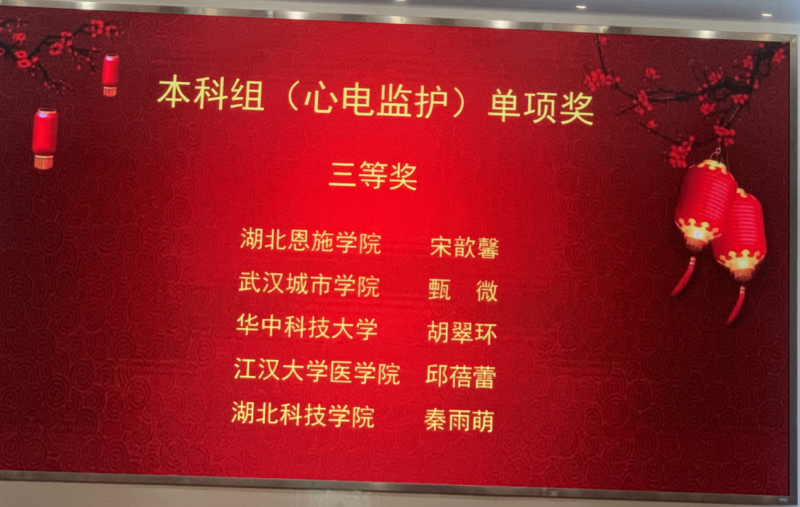 本科组（心电监护）单项奖
三等奖
湖北恩施学院 宋歆馨
武汉城市学院 甄 微
华中科技大学 胡翠环
江汉大学医学院 邱蓓蕾
湖北科技学院 秦雨萌